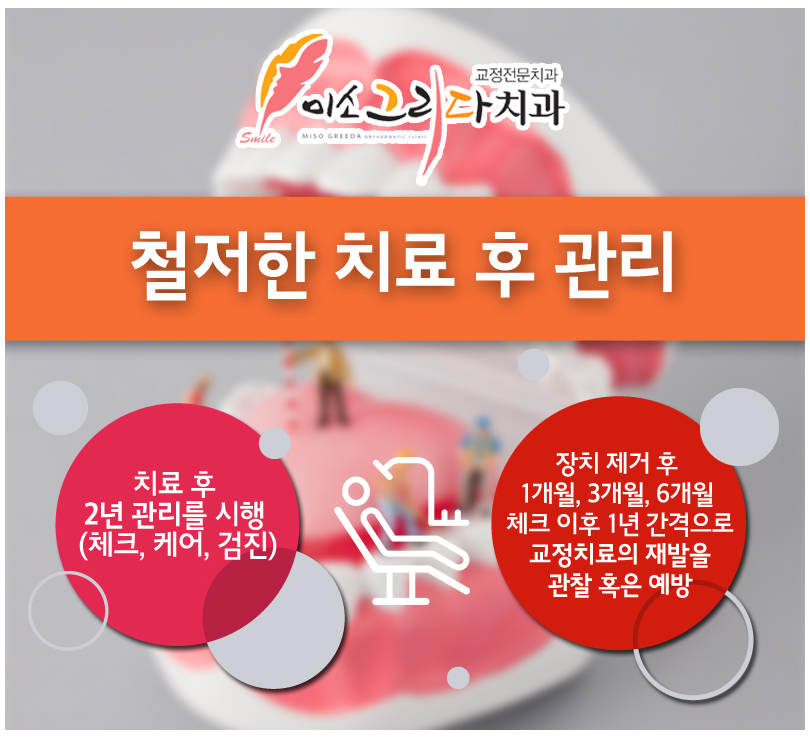 교정전문치과
미소그리다치과
Smile
MISO GREEDA ORTHODONTIC CLINIC
철저한 치료 후 관리
치료 후
2년 관리를 시행
(체크, 케어, 검진)
장치 제거 후
1개월, 3개월, 6개월
체크 이후 1년 간격으로
교정치료의 재발을
관찰 혹은 예방